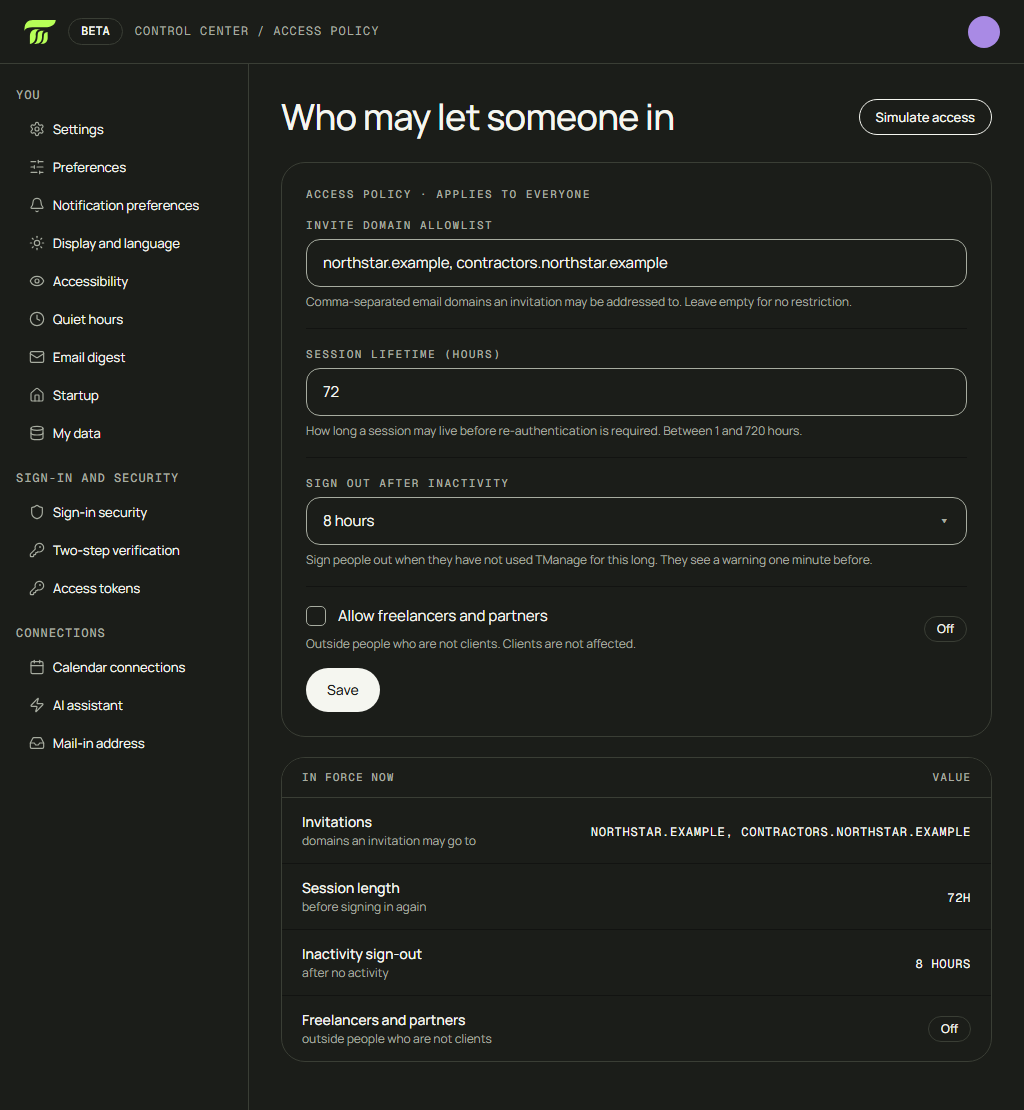 BETA
CONTROL CENTER / ACCESS POLICY
YOU
Settings
Preferences
Notification preferences
Display and language
Accessibility
Quiet hours
Email digest
Startup
My data
SIGN-IN AND SECURITY
Sign-in security
Two-step verification
Access tokens
CONNECTIONS
Calendar connections
AI assistant
Mail-in address
Who may let someone in
Simulate access
ACCESS POLICY · APPLIES TO EVERYONE
INVITE DOMAIN ALLOWLIST
northstar.example, contractors.northstar.example
Comma-separated email domains an invitation may be addressed to. Leave empty for no restriction.
SESSION LIFETIME (HOURS)
72
How long a session may live before re-authentication is required. Between 1 and 720 hours.
SIGN OUT AFTER INACTIVITY
8 hours
Sign people out when they have not used TManage for this long. They see a warning one minute before.
Allow freelancers and partners
Off
Outside people who are not clients. Clients are not affected.
Save
IN FORCE NOW
VALUE
Invitations
domains an invitation may go to
NORTHSTAR.EXAMPLE, CONTRACTORS.NORTHSTAR.EXAMPLE
Session length
before signing in again
72H
Inactivity sign-out
after no activity
8 HOURS
Freelancers and partners
outside people who are not clients
Off